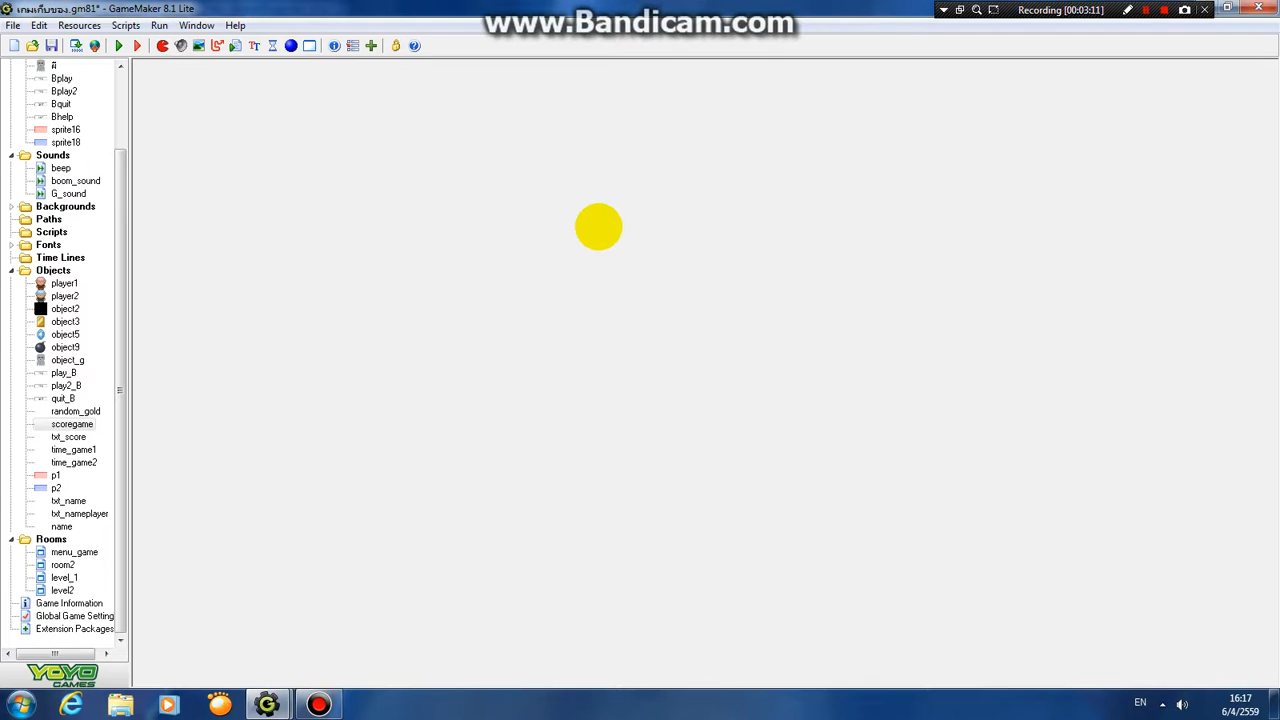 เกมเก็บของ.gm81* - GameMaker 8.1 Lite
www.Bandicam.com
Recording [00:03:11]
File Edit Resources Scripts Run Window Help
ผี
Bplay
Bplay2
Bquit
Bhelp
sprite16
sprite18
Sounds
beep
boom_sound
G_sound
Backgrounds
Paths
Scripts
Fonts
Time Lines
Objects
player1
player2
object2
object3
object5
object9
object_g
play_B
play2_B
quit_B
random_gold
scoregame
txt_score
time_game1
time_game2
p1
p2
txt_name
txt_nameplayer
name
Rooms
menu_game
room2
level_1
level2
Game Information
Global Game Setting
Extension Packages
YOYO
GAMES
EN
16:17
6/4/2559